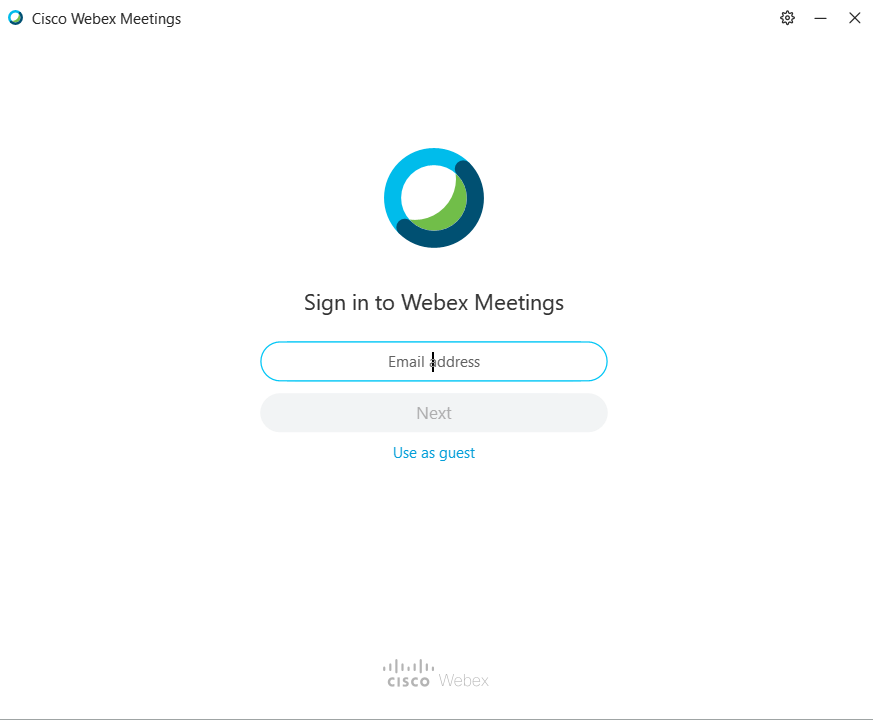 Cisco Webex Meetings
Sign in to Webex Meetings
Email address
Next
Use as guest
CISCO Webex